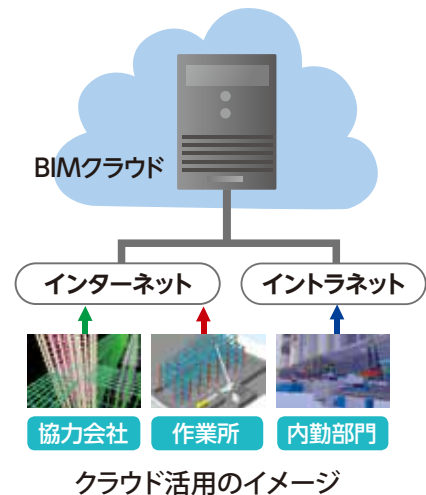 BIMクラウド
インターネット
イントラネット
協力会社
作業所
内勤部門
クラウド活用のイメージ